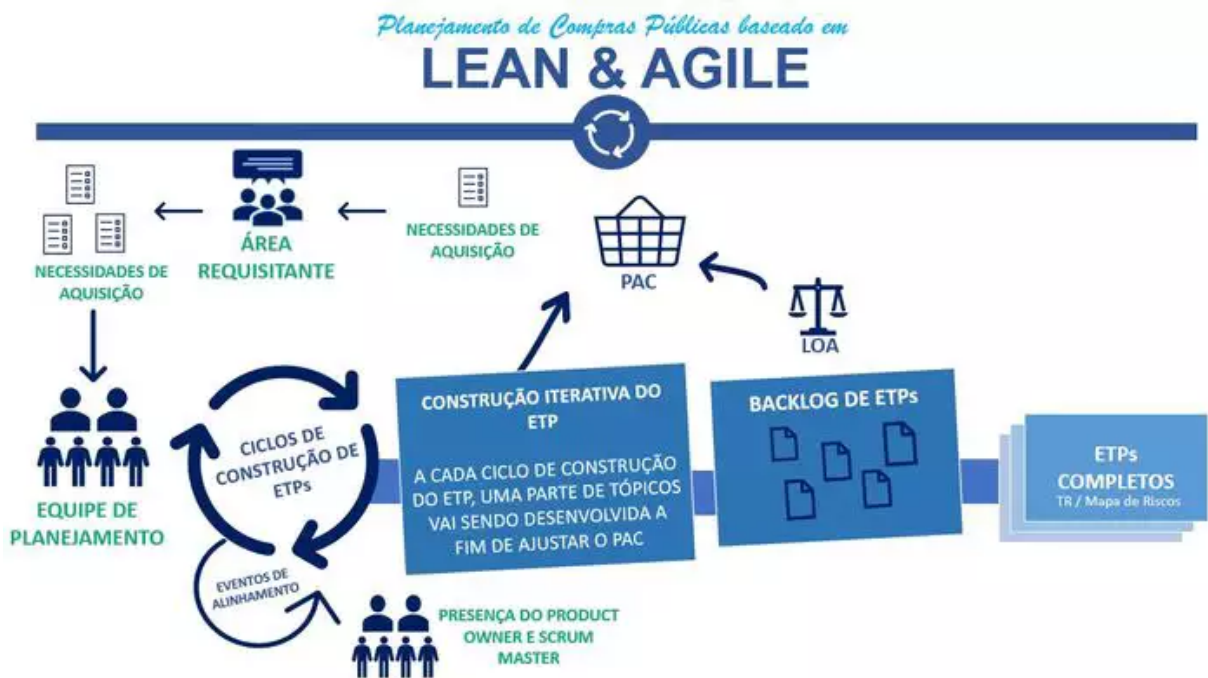 Planejamento de Compras Públicas baseado em
LEAN & AGILE
NECESSIDADES DE
AQUISIÇÃO
ÁREA
REQUISITANTE
NECESSIDADES DE
AQUISIÇÃO
PAC
LOA
EQUIPE DE
PLANEJAMENTO
CICLOS DE
CONSTRUÇÃO DE
ETPs
EVENTOS DE
ALINHAMENTO
PRESENÇA DO PRODUCT
OWNER E SCRUM
MASTER
CONSTRUÇÃO ITERATIVA DO
ETP
A CADA CICLO DE CONSTRUÇÃO
DO ETP, UMA PARTE DE TÓPICOS
VAI SENDO DESENVOLVIDA A
FIM DE AJUSTAR O PAC
BACKLOG DE ETPs
ETPs
COMPLETOS
TR / Mapa de Riscos